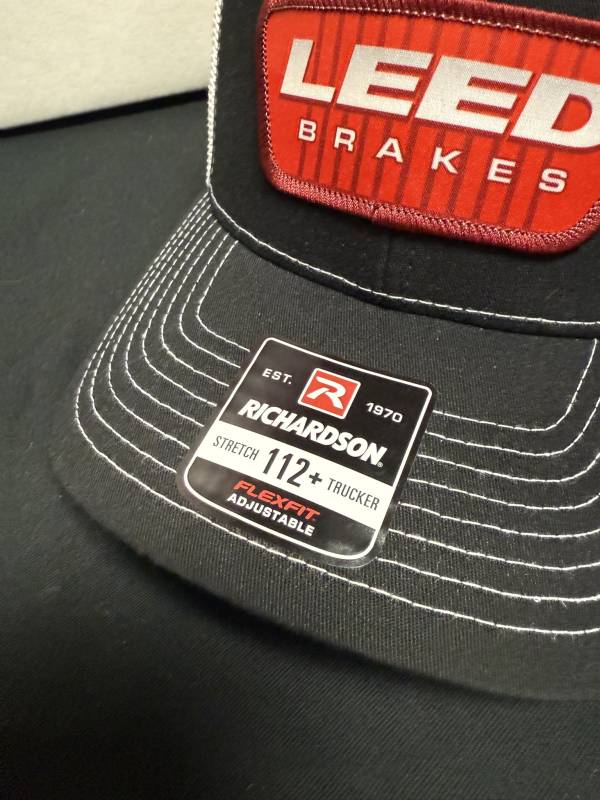 LEED
BRAKES
EST. R 1970
RICHARDSON®
STRETCH 112+ TRUCKER
FLEXFIT
ADJUSTABLE